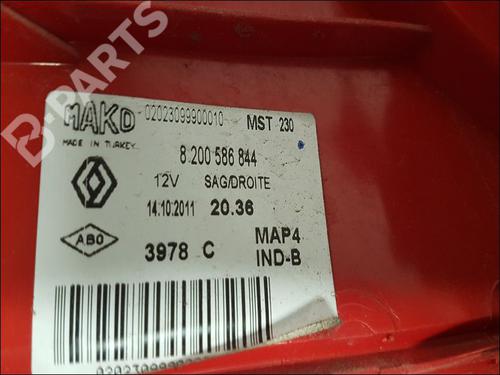 B-PARTS
MAKO 02023099900010 MST 230
MADE IN TURKEY
8 200 586 844
12V SAG/DROITE
14.10.2011 20.36
A.B.O
3978 C MAP4
IND-B